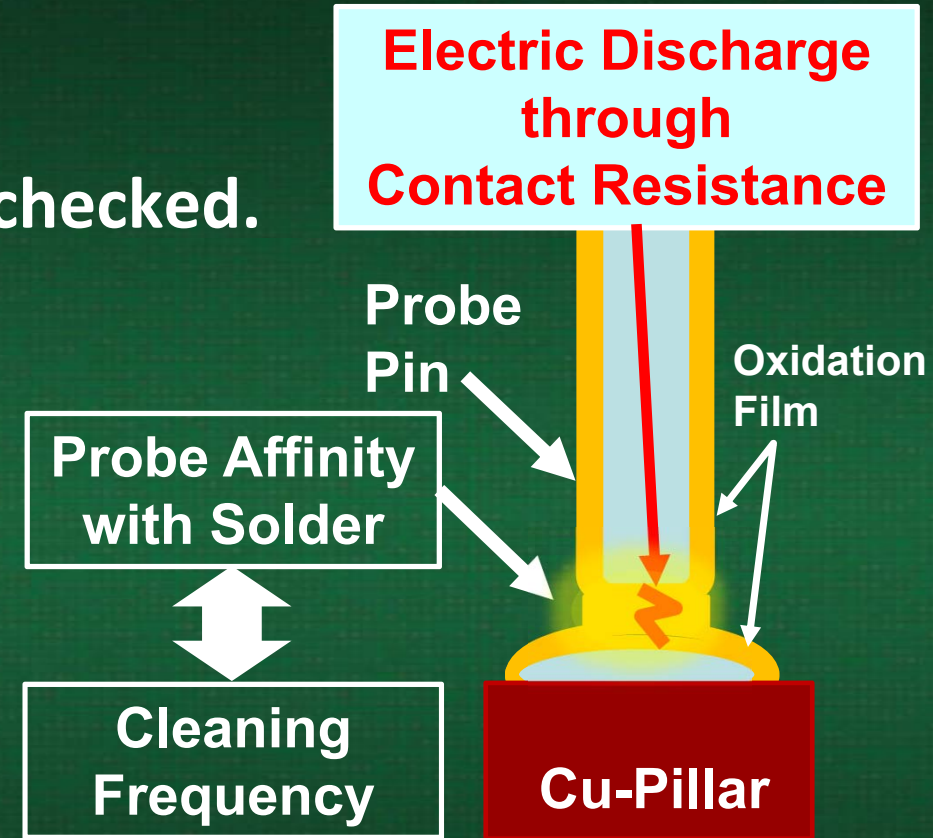 Electric Discharge
through
Contact Resistance
checked.
Probe
Pin
Oxidation
Film
Probe Affinity
with Solder
Cleaning
Frequency
Cu-Pillar